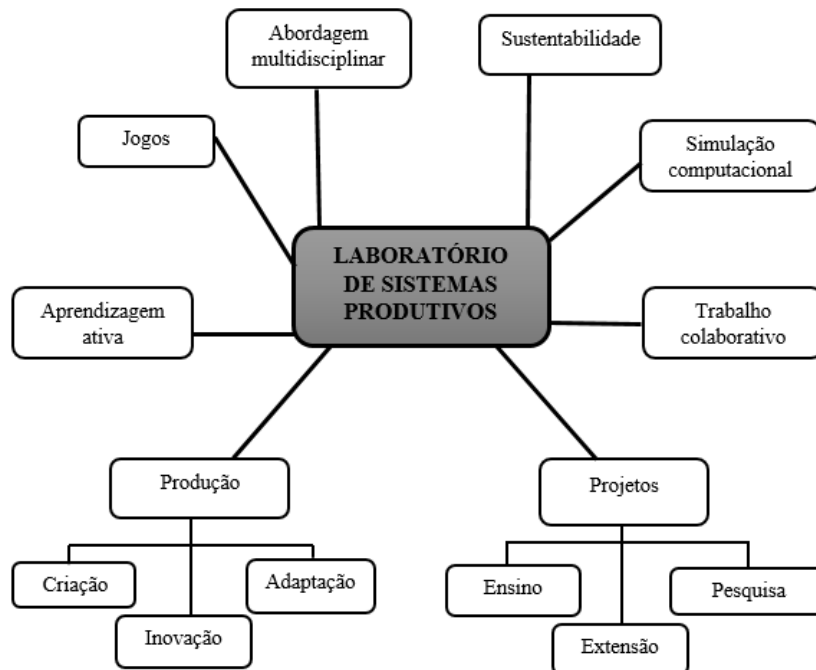 Abordagem
multidisciplinar
Sustentabilidade
Jogos
Simulação
computacional
LABORATÓRIO
DE SISTEMAS
PRODUTIVOS
Aprendizagem
ativa
Trabalho
colaborativo
Produção
Projetos
Criação
Adaptação
Inovação
Ensino
Pesquisa
Extensão